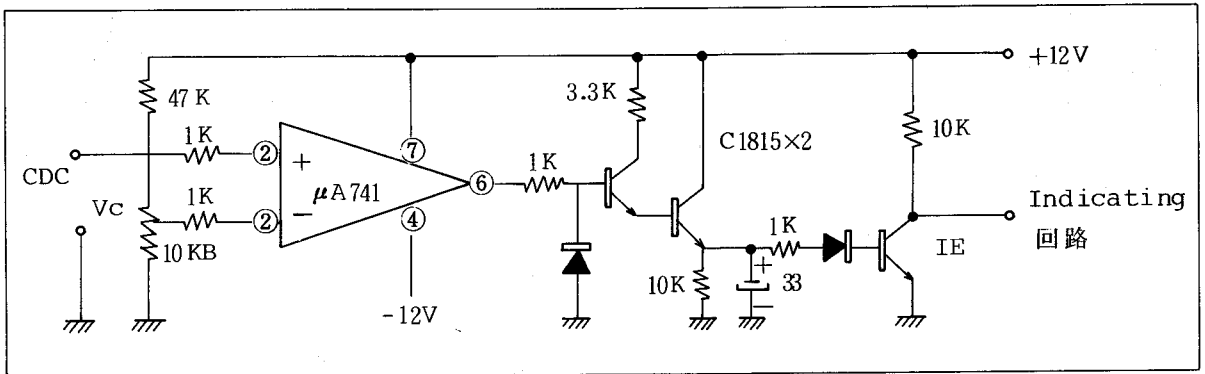 +12V
47 K
3.3K
10K
C1815×2
1K
②
+
⑦
CDC
μA741
⑥
1K
Indicating
回路
Vc
1K
②
−
④
1K
IE
10 KB
10K
+
33
−
-12V